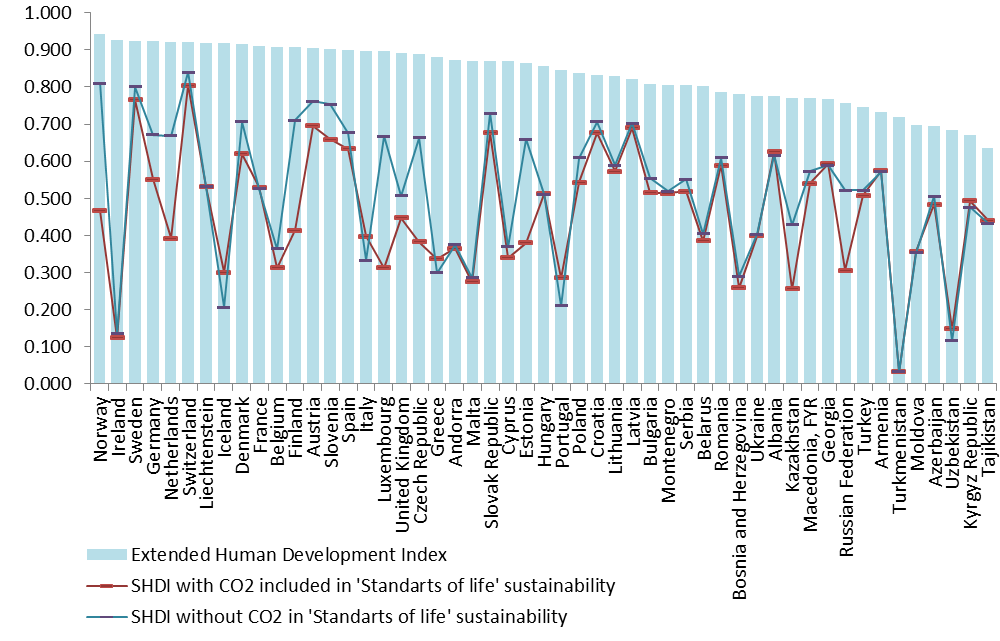 1.000
0.900
0.800
0.700
0.600
0.500
0.400
0.300
0.200
0.100
0.000
Norway
Ireland
Sweden
Germany
Netherlands
Switzerland
Liechtenstein
Iceland
Denmark
France
Belgium
Finland
Austria
Slovenia
Spain
Italy
Luxembourg
United Kingdom
Czech Republic
Greece
Andorra
Malta
Slovak Republic
Cyprus
Estonia
Hungary
Portugal
Poland
Croatia
Lithuania
Latvia
Bulgaria
Montenegro
Serbia
Belarus
Romania
Bosnia and Herzegovina
Ukraine
Albania
Kazakhstan
Macedonia, FYR
Georgia
Russian Federation
Turkey
Armenia
Turkmenistan
Moldova
Azerbaijan
Uzbekistan
Kyrgyz Republic
Tajikistan
Extended Human Development Index
SHDI with CO2 included in 'Standarts of life' sustainability
SHDI without CO2 in 'Standarts of life' sustainability